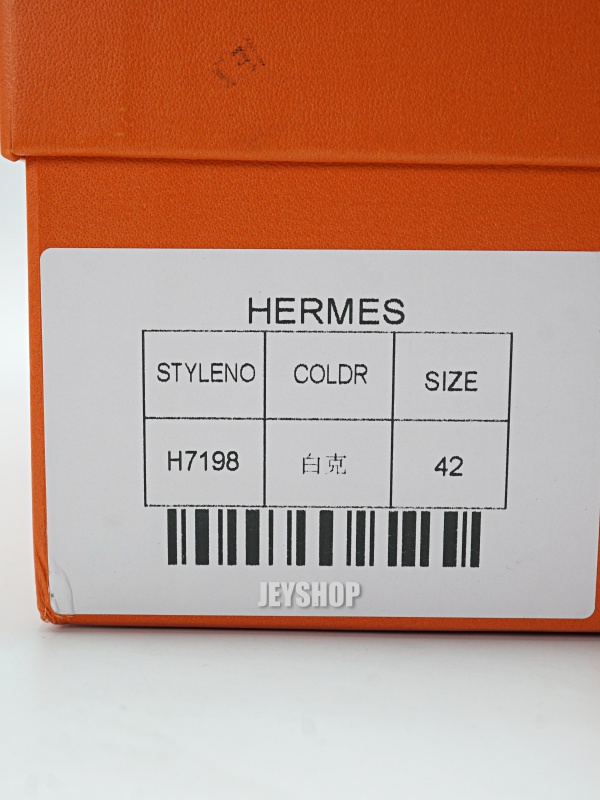 HERMES
STYLENO COLDR SIZE
H7198 白克 42
JEYSHOP